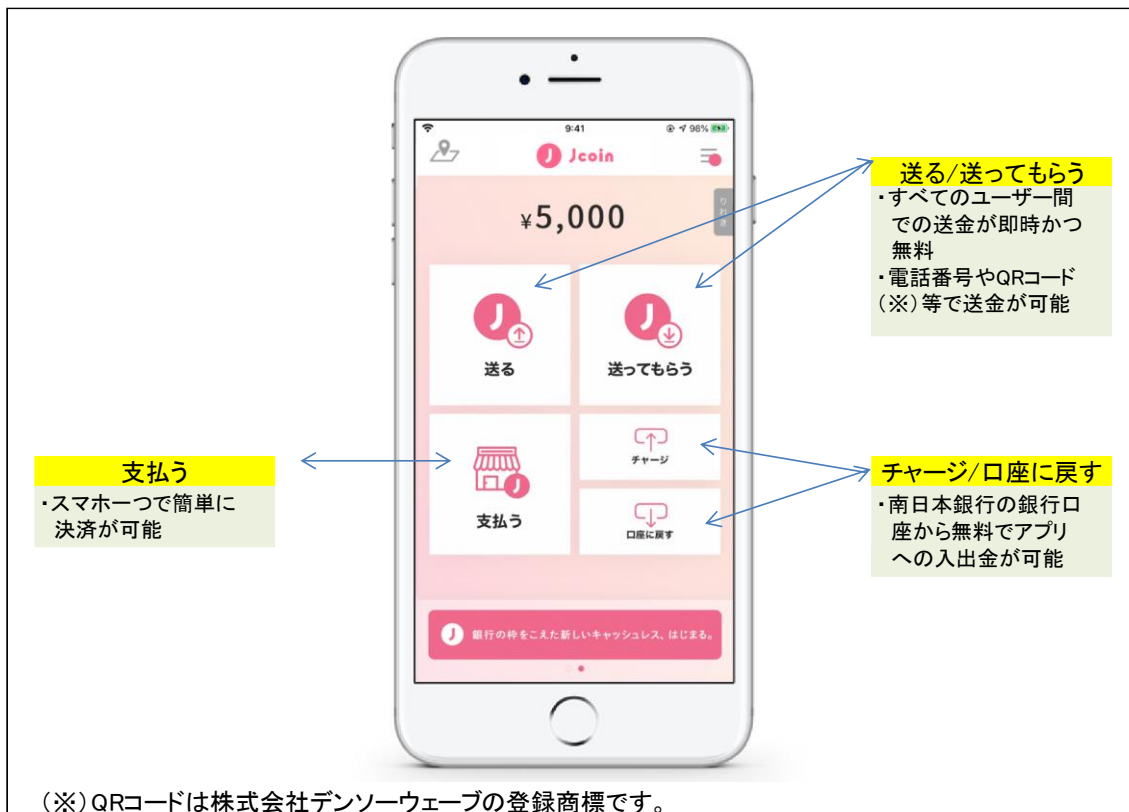 9:41
98%
J Jcoin
¥5,000
りれき
J
送る
J
送ってもらう
J
支払う
チャージ
口座に戻す
J 銀行の枠をこえた新しいキャッシュレス、はじまる。
支払う
・スマホ一つで簡単に
決済が可能
送る/送ってもらう
・すべてのユーザー間
での送金が即時かつ
無料
・電話番号やQRコード
(※)等で送金が可能
チャージ/口座に戻す
・南日本銀行の銀行口
座から無料でアプリ
への入出金が可能
(※)QRコードは株式会社デンソーウェーブの登録商標です。